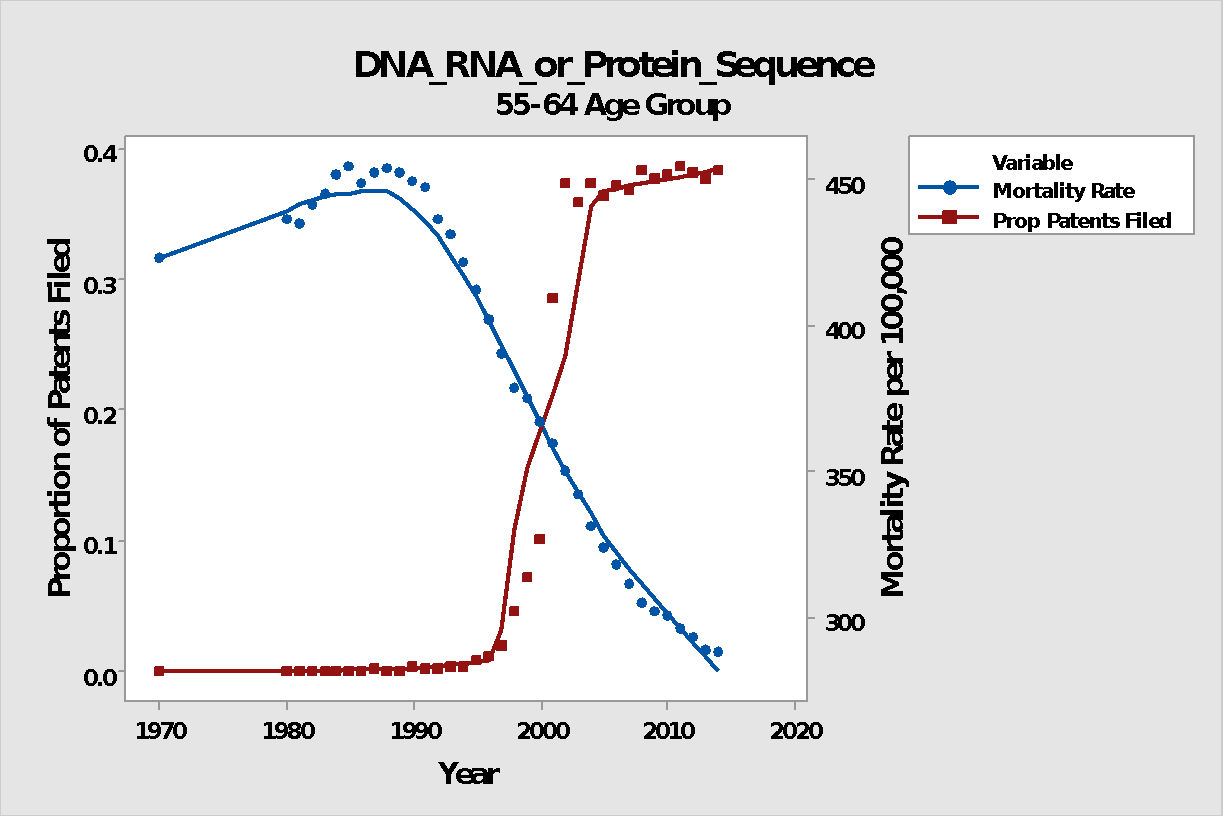 DNA_RNA_or_Protein_Sequence
55-64 Age Group
Variable
Mortality Rate
Prop Patents Filed
Proportion of Patents Filed
0.4
0.3
0.2
0.1
0.0
450
400
350
300
Mortality Rate per 100,000
1970 1980 1990 2000 2010 2020
Year